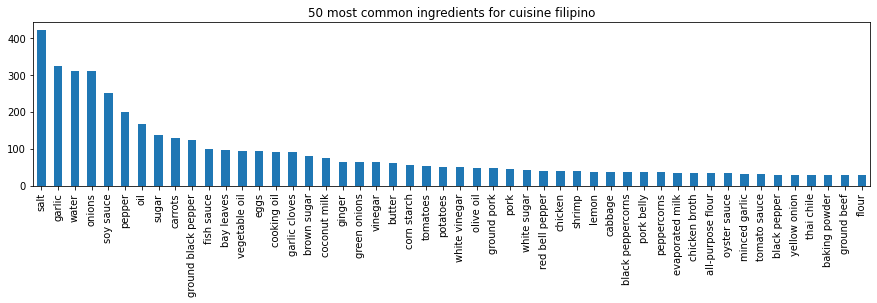 50 most common ingredients for cuisine filipino
400
300
200
100
0
salt
garlic
water
onions
soy sauce
pepper
oil
sugar
carrots
ground black pepper
fish sauce
bay leaves
vegetable oil
eggs
cooking oil
garlic cloves
brown sugar
coconut milk
ginger
green onions
vinegar
butter
corn starch
tomatoes
potatoes
white vinegar
olive oil
ground pork
pork
white sugar
red bell pepper
chicken
shrimp
lemon
cabbage
black peppercorns
pork belly
peppercorns
evaporated milk
chicken broth
all-purpose flour
oyster sauce
minced garlic
tomato sauce
black pepper
yellow onion
thai chile
baking powder
ground beef
flour